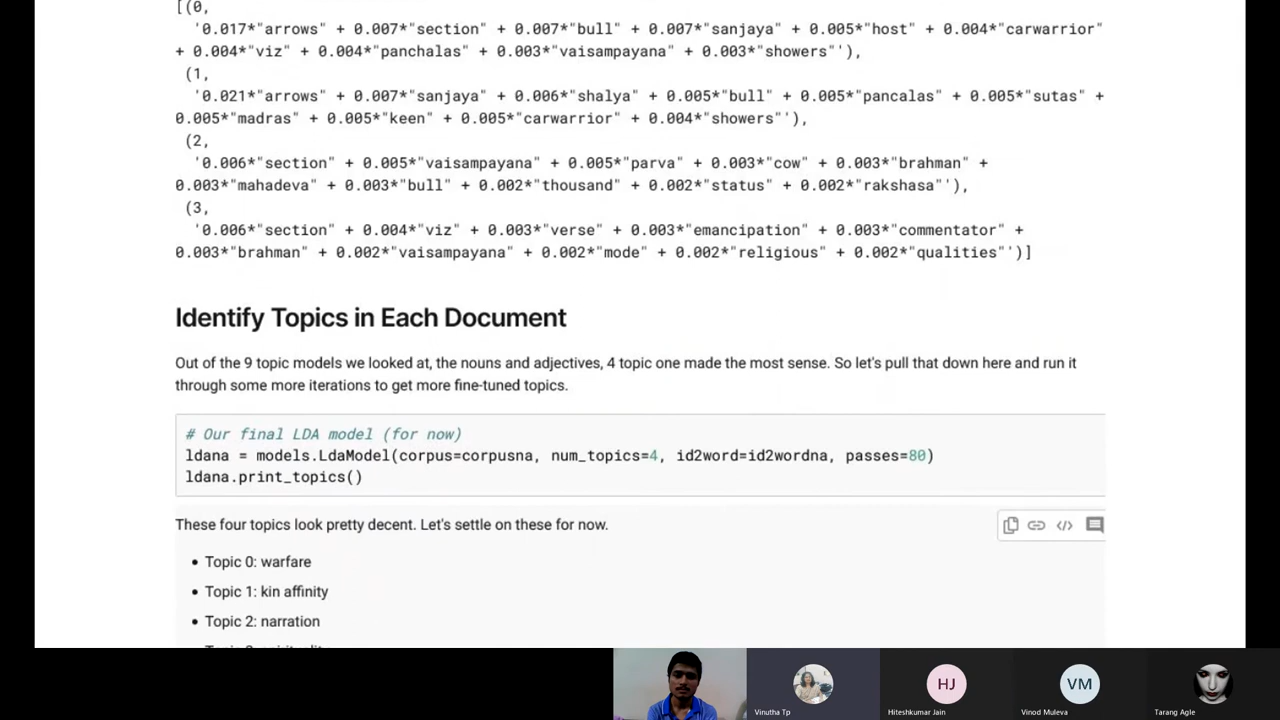 [(0,
'0.017*"arrows" + 0.007*"section" + 0.007*"bull" + 0.007*"sanjaya" + 0.005*"host" + 0.004*"carwarrior"
+ 0.004*"viz" + 0.004*"panchalas" + 0.003*"vaisampayana" + 0.003*"showers"'),
(1,
'0.021*"arrows" + 0.007*"sanjaya" + 0.006*"shalya" + 0.005*"bull" + 0.005*"pancalas" + 0.005*"sutas" +
0.005*"madras" + 0.005*"keen" + 0.005*"carwarrior" + 0.004*"showers"'),
(2,
'0.006*"section" + 0.005*"vaisampayana" + 0.005*"parva" + 0.003*"cow" + 0.003*"brahman" +
0.003*"mahadeva" + 0.003*"bull" + 0.002*"thousand" + 0.002*"status" + 0.002*"rakshasa"'),
(3,
'0.006*"section" + 0.004*"viz" + 0.003*"verse" + 0.003*"emancipation" + 0.003*"commentator" +
0.003*"brahman" + 0.002*"vaisampayana" + 0.002*"mode" + 0.002*"religious" + 0.002*"qualities"')]
Identify Topics in Each Document
Out of the 9 topic models we looked at, the nouns and adjectives, 4 topic one made the most sense. So let's pull that down here and run it
through some more iterations to get more fine-tuned topics.
# Our final LDA model (for now)
ldana = models.LdaModel(corpus=corpusna, num_topics=4, id2word=id2wordna, passes=80)
ldana.print_topics()
These four topics look pretty decent. Let's settle on these for now.
• Topic 0: warfare
• Topic 1: kin affinity
• Topic 2: narration
HJ
VM
Vinutha Tp
Hiteshkumar Jain
Vinod Muleva
Tarang Agle